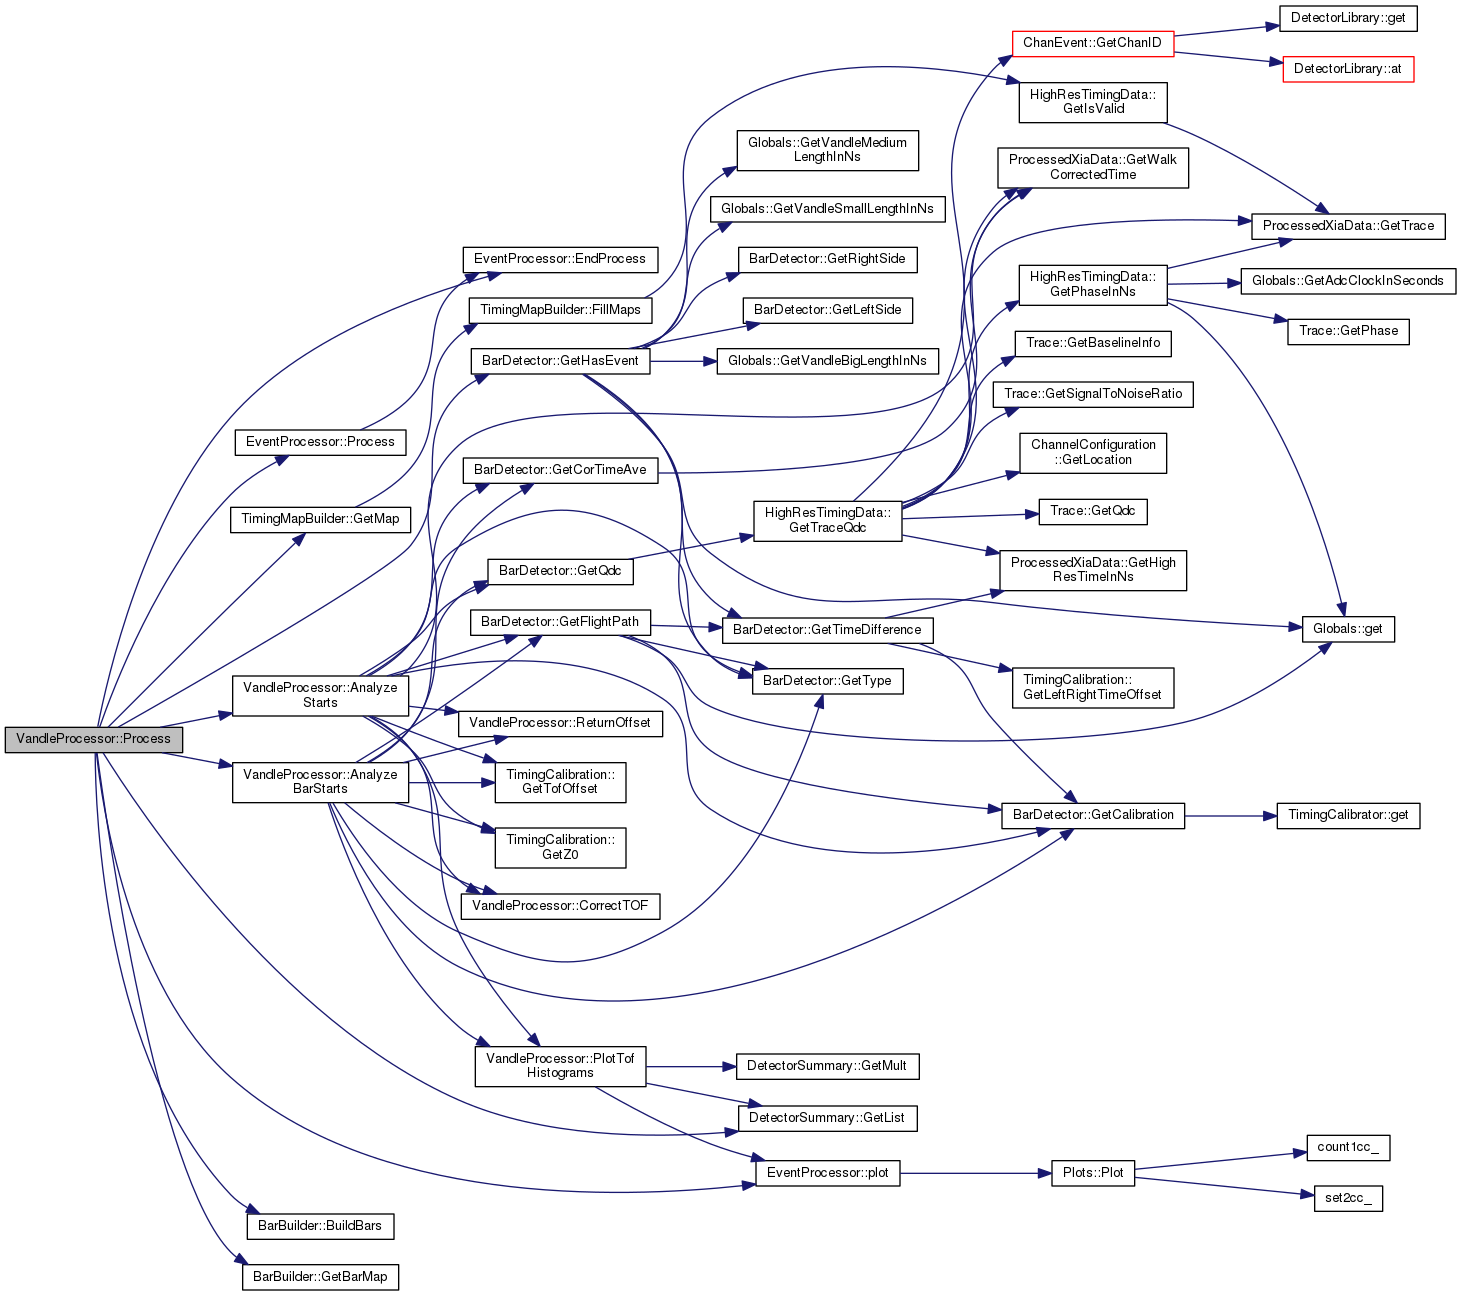 DetectorLibrary::get
ChanEvent::GetChanID
DetectorLibrary::at
HighResTimingData::
GetIsValid
Globals::GetVandleMedium
LengthInNs
ProcessedXiaData::GetWalk
CorrectedTime
Globals::GetVandleSmallLengthInNs
ProcessedXiaData::GetTrace
EventProcessor::EndProcess
BarDetector::GetRightSide
HighResTimingData::
GetPhaseInNs
Globals::GetAdcClockInSeconds
TimingMapBuilder::FillMaps
BarDetector::GetLeftSide
Trace::GetPhase
BarDetector::GetHasEvent
Globals::GetVandleBigLengthInNs
Trace::GetBaselineInfo
Trace::GetSignalToNoiseRatio
EventProcessor::Process
ChannelConfiguration
::GetLocation
BarDetector::GetCorTimeAve
TimingMapBuilder::GetMap
HighResTimingData::
GetTraceQdc
Trace::GetQdc
BarDetector::GetQdc
ProcessedXiaData::GetHigh
ResTimeInNs
BarDetector::GetFlightPath
BarDetector::GetTimeDifference
Globals::get
VandleProcessor::Analyze
Starts
BarDetector::GetType
TimingCalibration::
GetLeftRightTimeOffset
VandleProcessor::Process
VandleProcessor::ReturnOffset
VandleProcessor::Analyze
BarStarts
TimingCalibration::
GetTofOffset
BarDetector::GetCalibration
TimingCalibrator::get
TimingCalibration::
GetZ0
VandleProcessor::CorrectTOF
VandleProcessor::PlotTof
Histograms
DetectorSummary::GetMult
DetectorSummary::GetList
EventProcessor::plot
Plots::Plot
count1cc_
set2cc_
BarBuilder::BuildBars
BarBuilder::GetBarMap